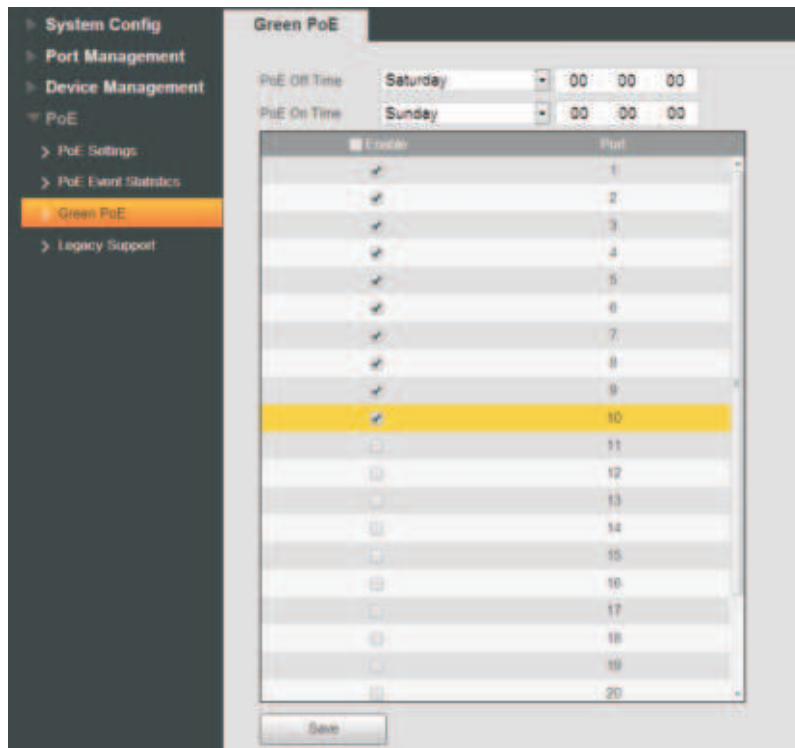 System Config
Port Management
Device Management
PoE
PoE Settings
PoE Event Statistics
Green PoE
Legacy Support
Green PoE
PoE Off Time Saturday 00 00 00
PoE On Time Sunday 00 00 00
Enable Port
1
2
3
4
5
6
7
8
9
10
11
12
13
14
15
16
17
18
19
20
Save